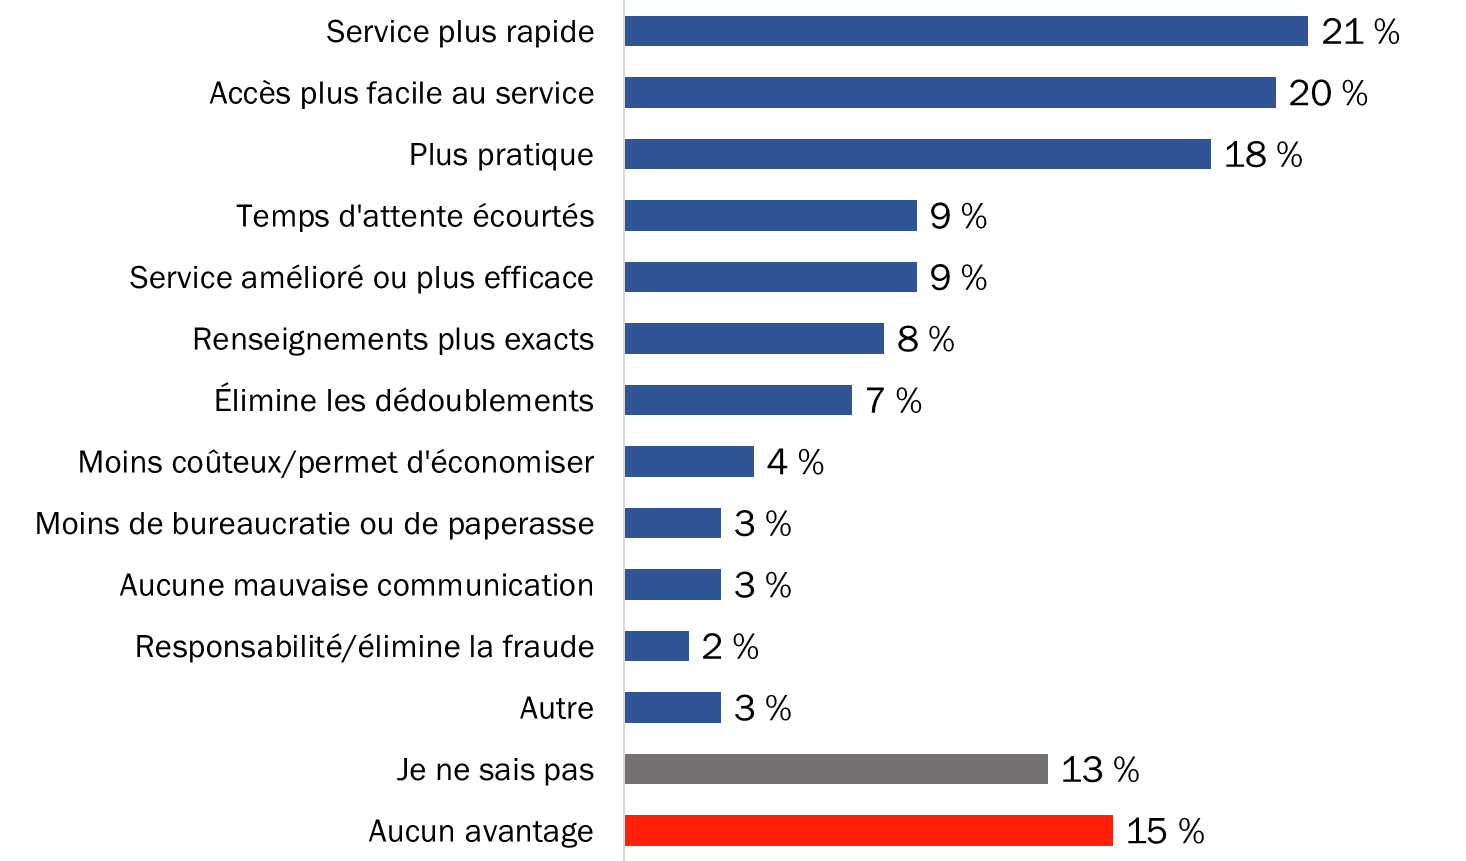 Service plus rapide 21 %
Accès plus facile au service 20 %
Plus pratique 18 %
Temps d'attente écourtés 9 %
Service amélioré ou plus efficace 9 %
Renseignements plus exacts 8 %
Élimine les dédoublements 7 %
Moins coûteux/permet d'économiser 4 %
Moins de bureaucratie ou de paperasse 3 %
Aucune mauvaise communication 3 %
Responsabilité/élimine la fraude 2 %
Autre 3 %
Je ne sais pas 13 %
Aucun avantage 15 %